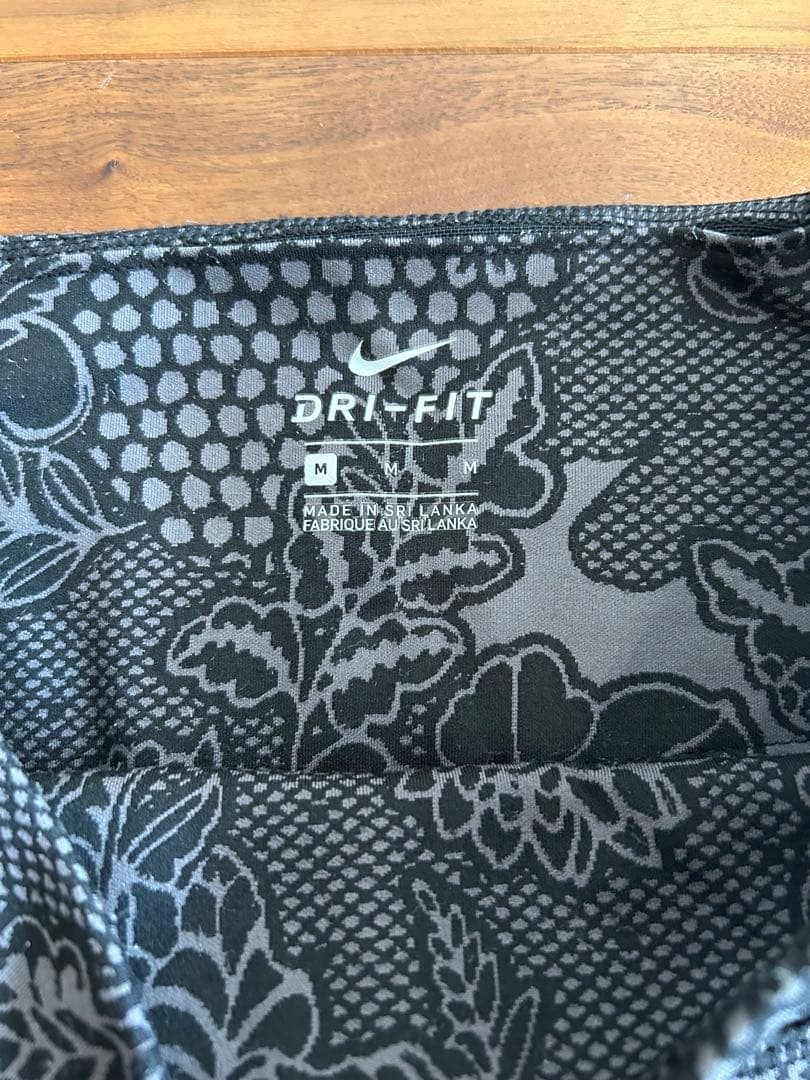 DRI-FIT
M M M
MADE IN SRI LANKA
FABRIQUE AU SRI LANKA